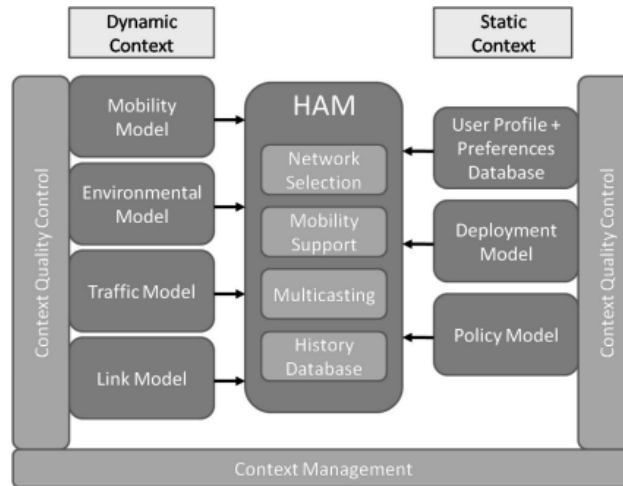 Dynamic
Context
Static
Context
Context Quality Control
Mobility
Model
Environmental
Model
Traffic Model
Link Model
HAM
Network
Selection
Mobility
Support
Multicasting
History
Database
User Profile +
Preferences
Database
Deployment
Model
Policy Model
Context Quality Control
Context Management